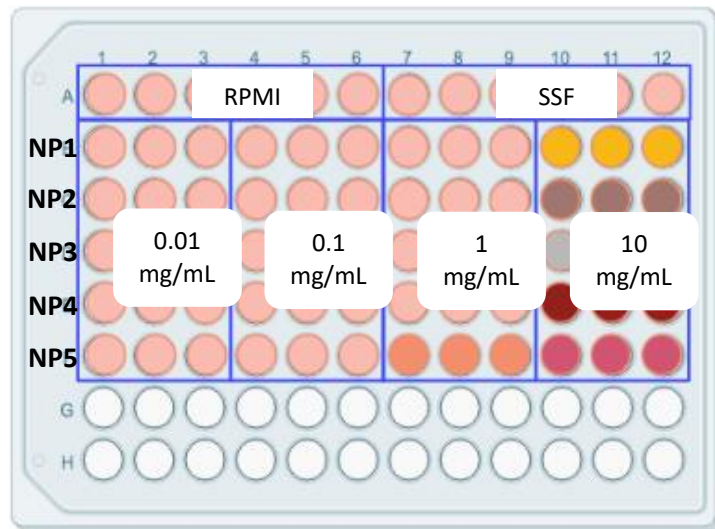 1 2 3 4 5 6 7 8 9 10 11 12
A RPMI SSF
NP1
NP2
NP3
NP4
NP5
0.01
mg/mL
0.1
mg/mL
1
mg/mL
10
mg/mL
G
H